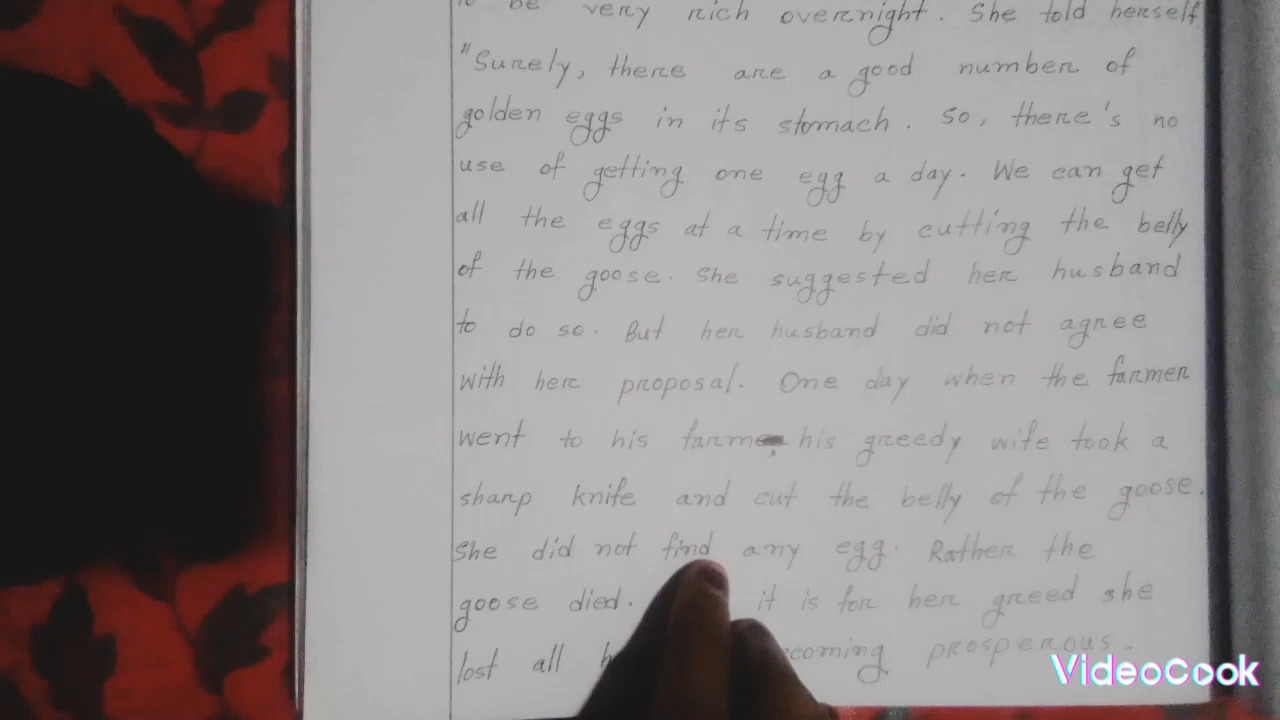 be very rich overnight. She told herself
"Surely, there are a good number of
golden eggs in its stomach. So, there's no
use of getting one egg a day. We can get
all the eggs at a time by cutting the belly
of the goose. She suggested her husband
to do so. But her husband did not agree
with her proposal. One day when the farmer
went to his farm his greedy wife took a
sharp knife and cut the belly of the goose.
She did not find any egg. Rather the
goose died. it is for her greed she
lost all prosperous.
VideoCook